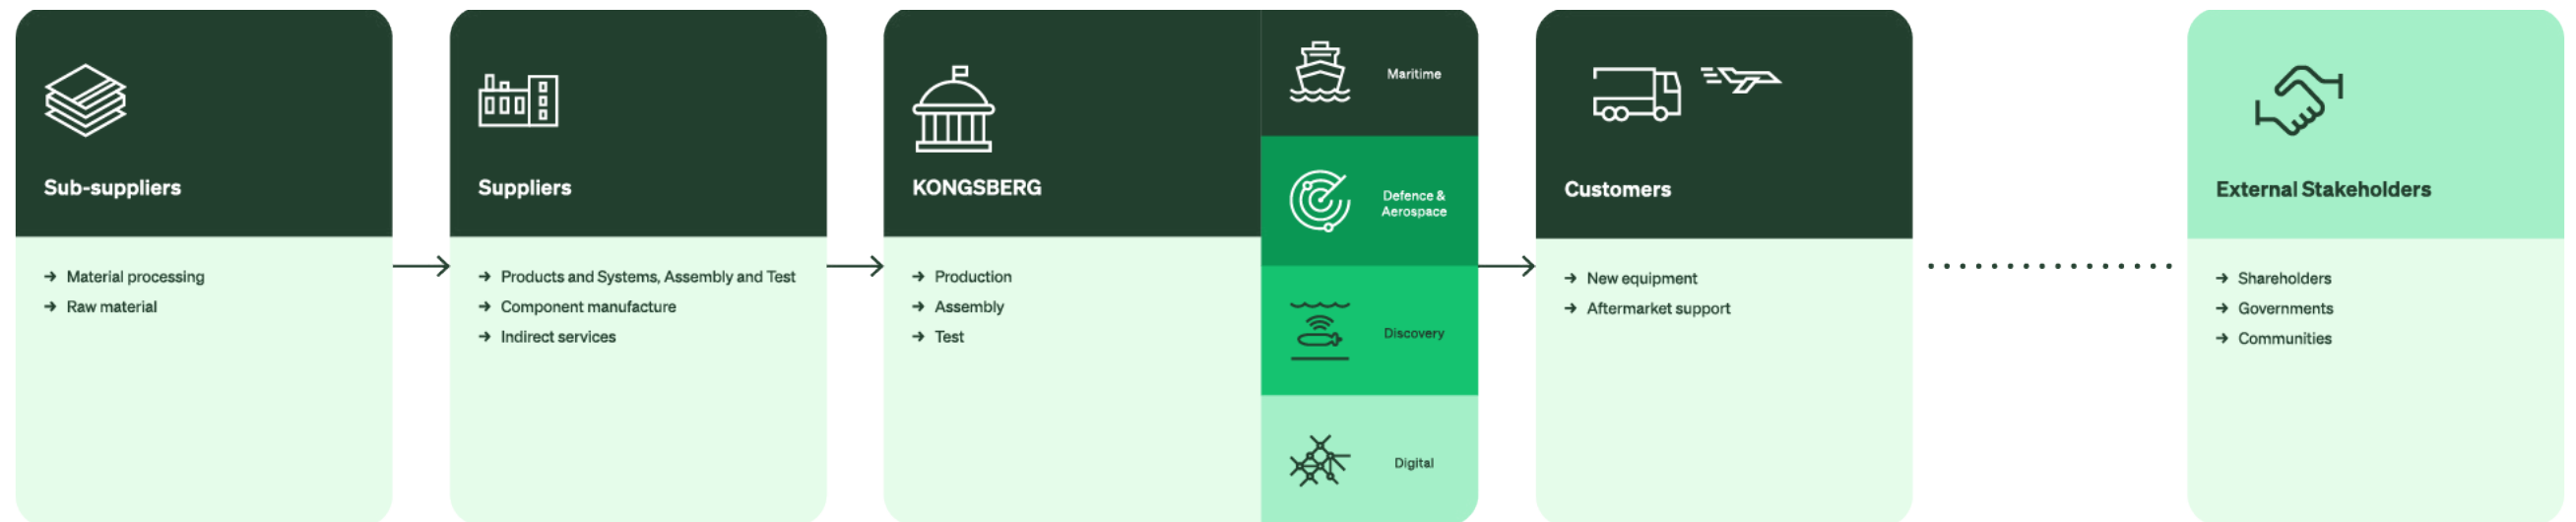 Sub-suppliers
→ Material processing
→ Raw material
Suppliers
→ Products and Systems, Assembly and Test
→ Component manufacture
→ Indirect services
KONGSBERG
→ Production
→ Assembly
→ Test
Maritime
Defence &
Aerospace
Discovery
Digital
Customers
→ New equipment
→ Aftermarket support
External Stakeholders
→ Shareholders
→ Governments
→ Communities